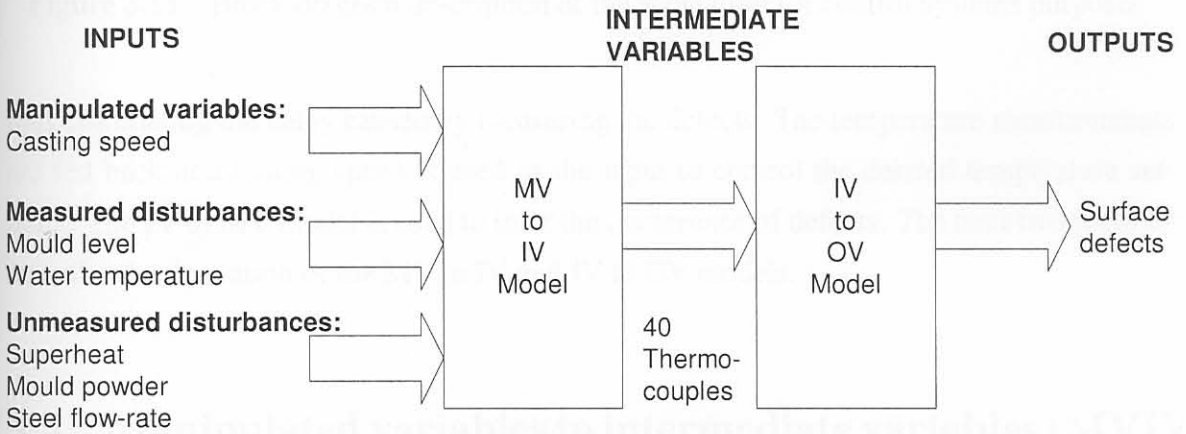 INPUTS
INTERMEDIATE
VARIABLES
OUTPUTS
Manipulated variables:
Casting speed
Measured disturbances:
Mould level
Water temperature
Unmeasured disturbances:
Superheat
Mould powder
Steel flow-rate
MV
to
IV
Model
40
Thermo-
couples
IV
to
OV
Model
Surface
defects